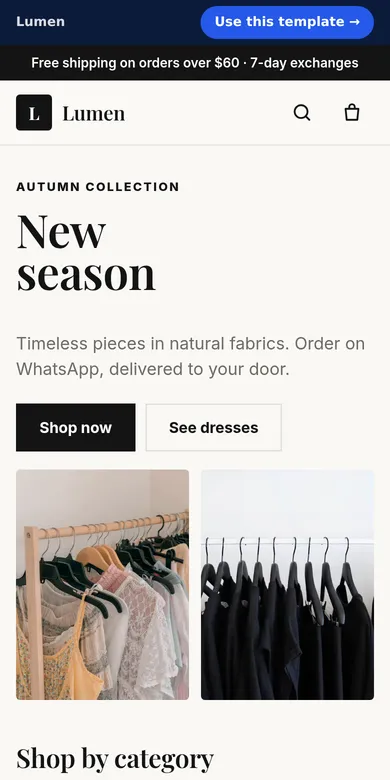 Lumen
Use this template →
Free shipping on orders over $60 · 7-day exchanges
L
Lumen
AUTUMN COLLECTION
New
season
Timeless pieces in natural fabrics. Order on
WhatsApp, delivered to your door.
Shop now
See dresses
Shop by category